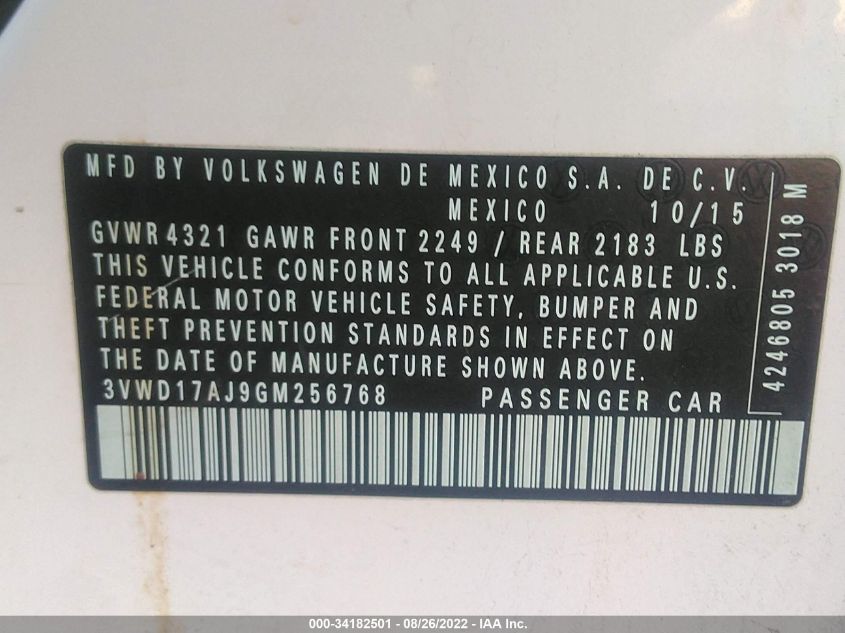 MFD BY VOLKSWAGEN DE MEXICO S.A. DE C.V.
MEXICO 10/15
GVWR 4321 GAWR FRONT 2249 / REAR 2183 LBS
THIS VEHICLE CONFORMS TO ALL APPLICABLE U.S.
FEDERAL MOTOR VEHICLE SAFETY, BUMPER AND
THEFT PREVENTION STANDARDS IN EFFECT ON
THE DATE OF MANUFACTURE SHOWN ABOVE.
3VWD17AJ9GM256768 PASSENGER CAR
4246805 3018 M
000-34182501 - 08/26/2022 - IAA Inc.